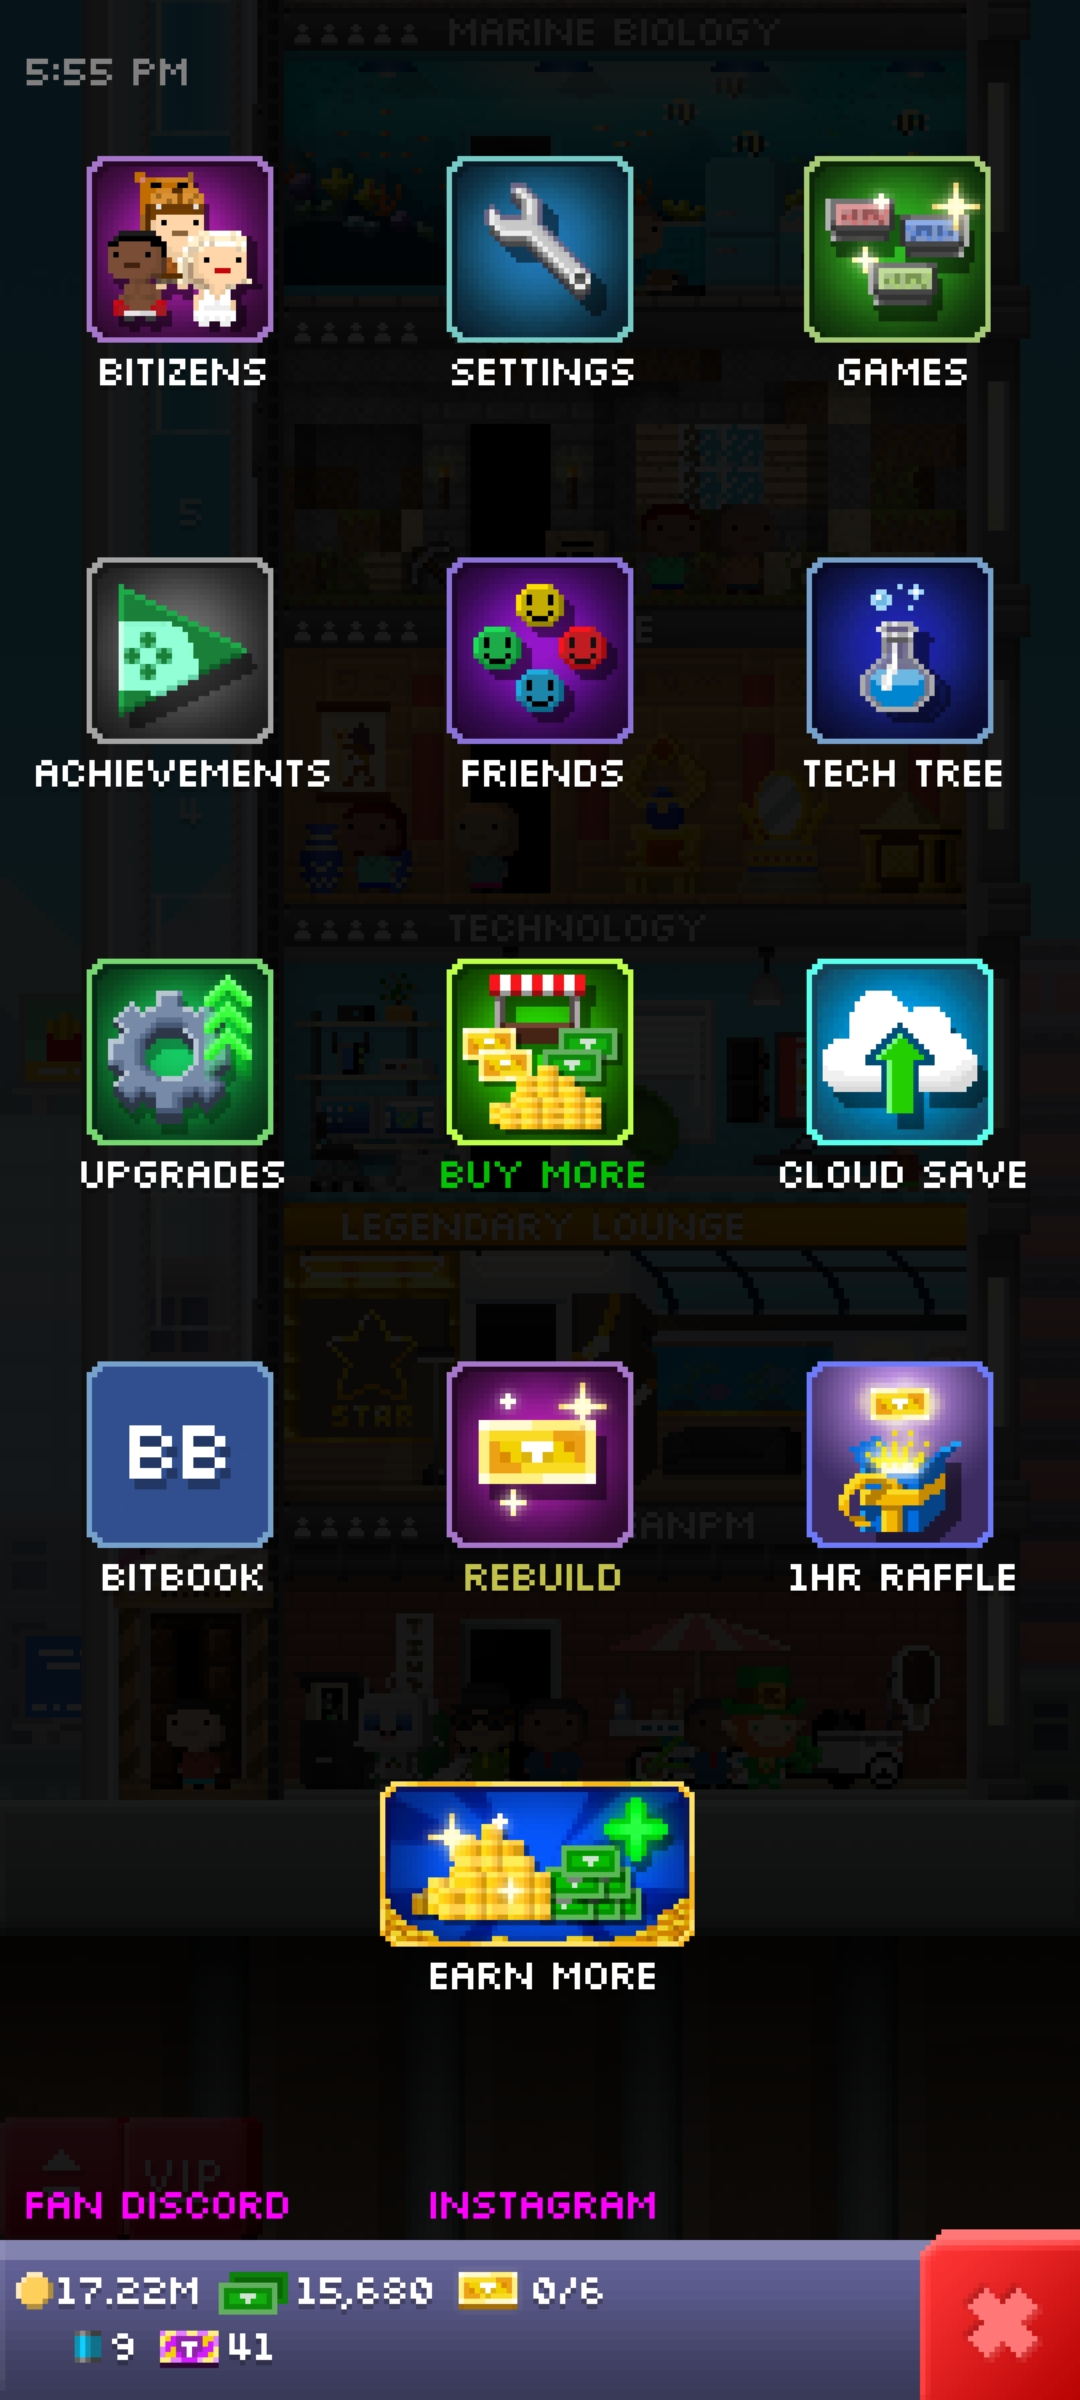 MARINE BIOLOGY
5:55 PM
BITIZENS
SETTINGS
GAMES
5
ACHIEVEMENTS
FRIENDS
TECH TREE
4
TECHNOLOGY
UPGRADES
BUY MORE
CLOUD SAVE
LEGENDARY LOUNGE
STAR
BB
BITBOOK
REBUILD
1HR RAFFLE
EARN MORE
VIP
FAN DISCORD
INSTAGRAM
17.22M 15,680 0/6
9 41